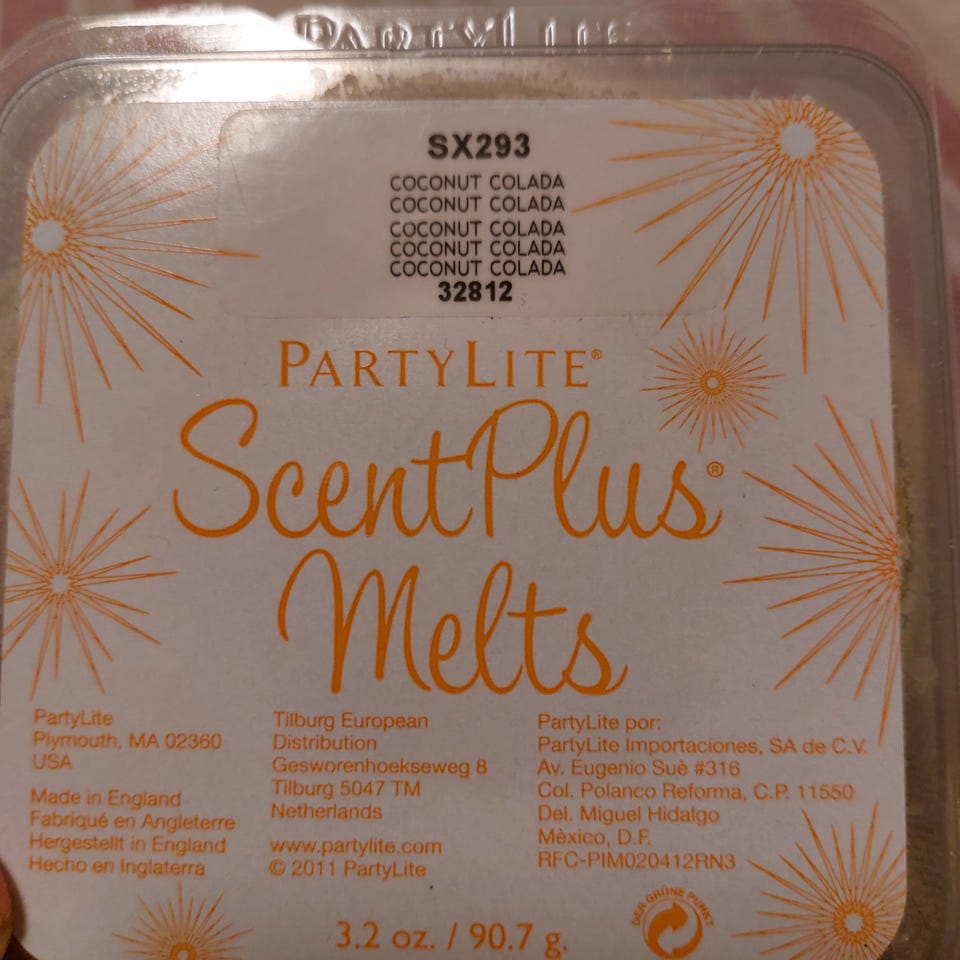 PARTYLITE
SX293
COCONUT COLADA
COCONUT COLADA
COCONUT COLADA
COCONUT COLADA
COCONUT COLADA
32812
PARTYLITE®
ScentPlus®
Melts
PartyLite
Plymouth, MA 02360
USA
Made in England
Fabriqué en Angleterre
Hergestellt in England
Hecho en Inglaterra
Tilburg European
Distribution
Gesworenhoekseweg 8
Tilburg 5047 TM
Netherlands
www.partylite.com
© 2011 PartyLite
PartyLite por:
PartyLite Importaciones, SA de C.V.
Av. Eugenio Suè #316
Col. Polanco Reforma, C.P. 11550
Del. Miguel Hidalgo
Mèxico, D.F.
RFC-PIM020412RN3
DER GRÜNE PUNKT
3.2 oz. / 90.7 g.